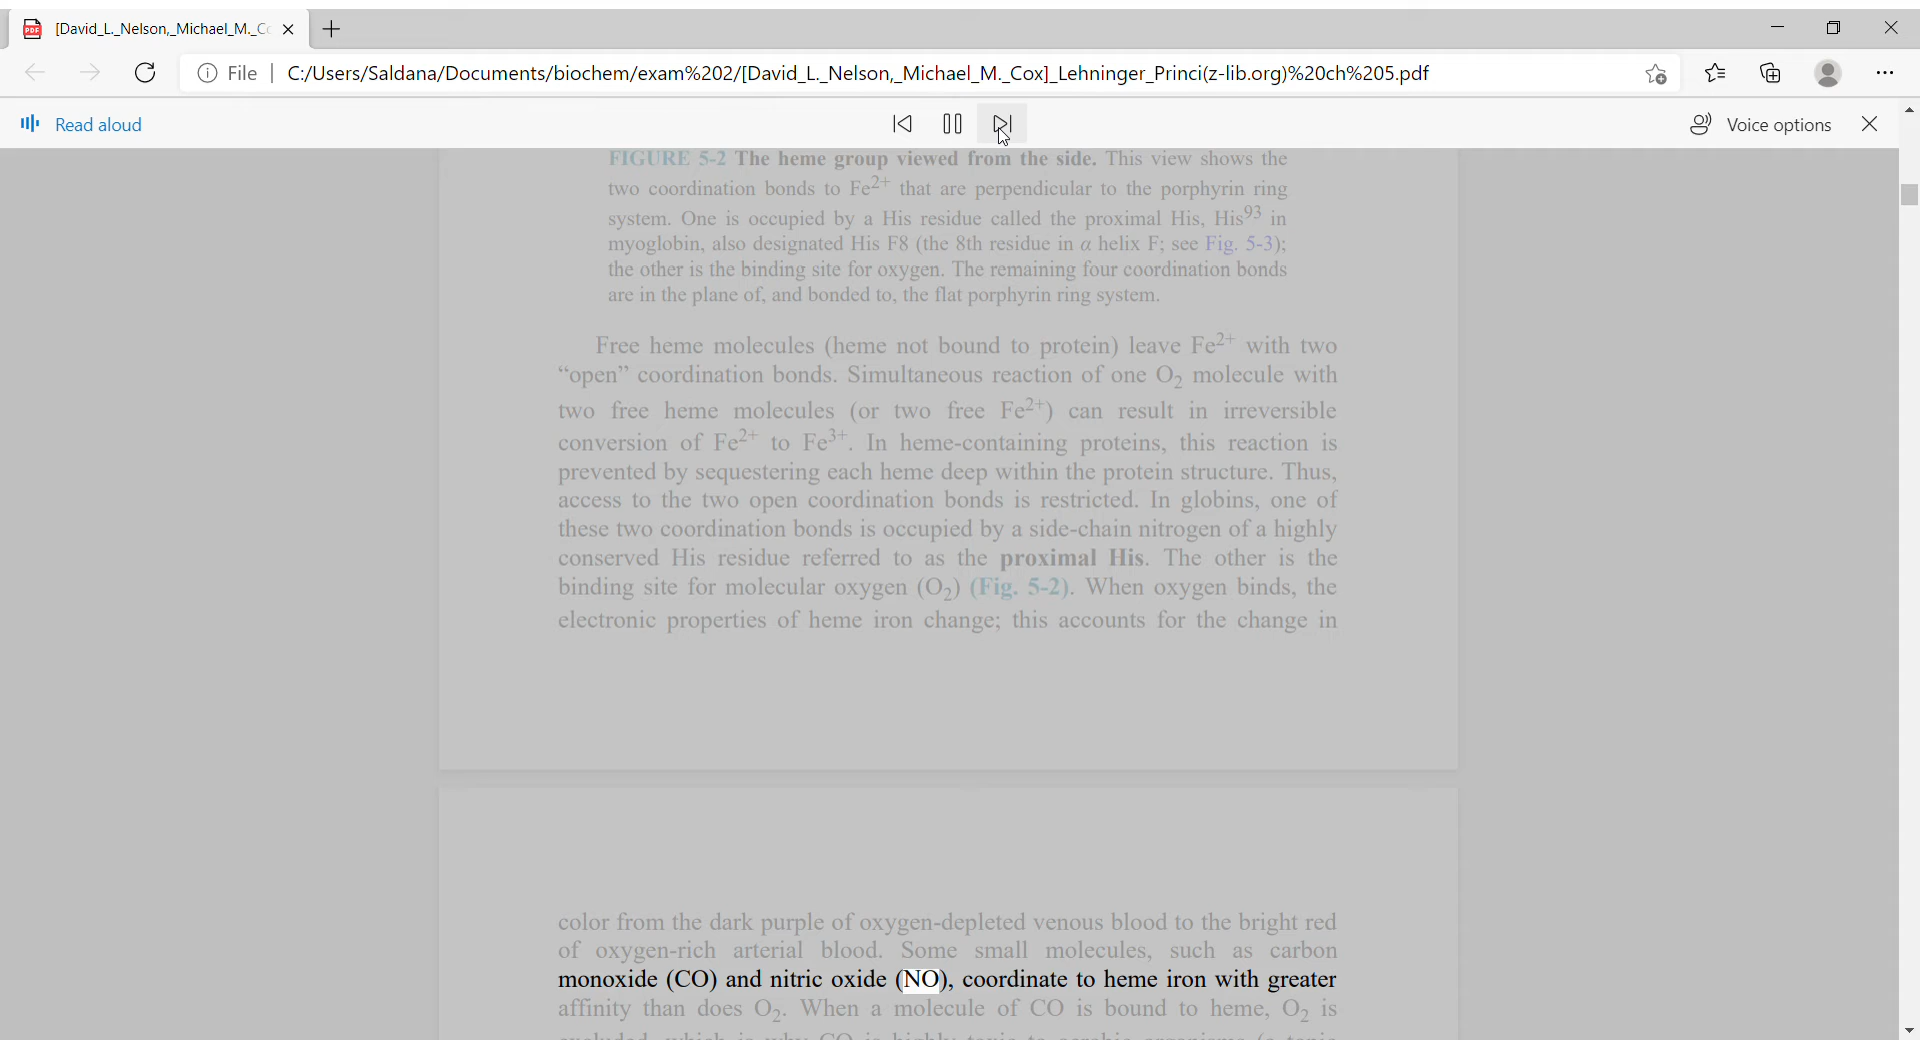 [David_L._Nelson,_Michael_M._Co
File | C:/Users/Saldana/Documents/biochem/exam%202/[David_L._Nelson,_Michael_M._Cox]_Lehninger_Princi(z-lib.org)%20ch%205.pdf
Read aloud
Voice options
FIGURE 5-2 The heme group viewed from the side. This view shows the
two coordination bonds to Fe²⁺ that are perpendicular to the porphyrin ring
system. One is occupied by a His residue called the proximal His, His⁹³ in
myoglobin, also designated His F8 (the 8th residue in α helix F; see Fig. 5-3);
the other is the binding site for oxygen. The remaining four coordination bonds
are in the plane of, and bonded to, the flat porphyrin ring system.
Free heme molecules (heme not bound to protein) leave Fe²⁺ with two
“open” coordination bonds. Simultaneous reaction of one O₂ molecule with
two free heme molecules (or two free Fe²⁺) can result in irreversible
conversion of Fe²⁺ to Fe³⁺. In heme-containing proteins, this reaction is
prevented by sequestering each heme deep within the protein structure. Thus,
access to the two open coordination bonds is restricted. In globins, one of
these two coordination bonds is occupied by a side-chain nitrogen of a highly
conserved His residue referred to as the proximal His. The other is the
binding site for molecular oxygen (O₂) (Fig. 5-2). When oxygen binds, the
electronic properties of heme iron change; this accounts for the change in
color from the dark purple of oxygen-depleted venous blood to the bright red
of oxygen-rich arterial blood. Some small molecules, such as carbon
monoxide (CO) and nitric oxide (NO), coordinate to heme iron with greater
affinity than does O₂. When a molecule of CO is bound to heme, O₂ is
excluded, which is why CO is highly toxic to aerobic organisms (a topic